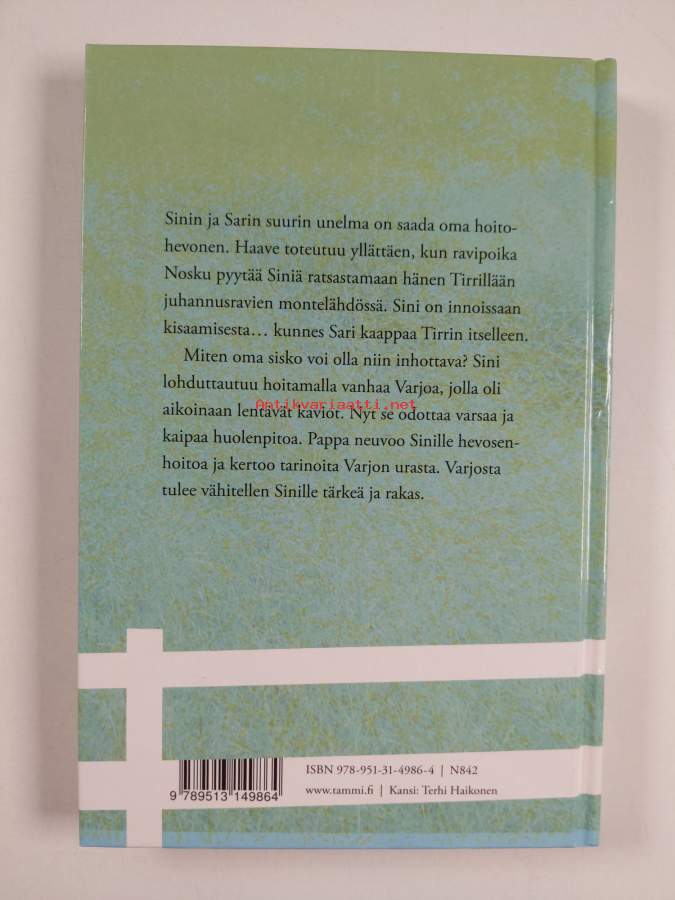 Sinin ja Sarin suurin unelma on saada oma hoito-
hevonen. Haave toteutuu yllättäen, kun ravipoika
Nosku pyytää Siniä ratsastamaan hänen Tirrillään
juhannusravien montelähdössä. Sini on innoissaan
kisaamisesta… kunnes Sari kaappaa Tirrin itselleen.
Miten oma sisko voi olla niin inhottava? Sini
lohduttautuu hoitamalla vanhaa Varjoa, jolla oli
Antikvariaatti.net
aikoinaan lentävät kaviot. Nyt se odottaa varsaa ja
kaipaa huolenpitoa. Pappa neuvoo Sinille hevosen-
hoitoa ja kertoo tarinoita Varjon urasta. Varjosta
tulee vähitellen Sinille tärkeä ja rakas.
ISBN 978-951-31-4986-4 | N842
www.tammi.fi | Kansi: Terhi Haikonen
9 789513 149864